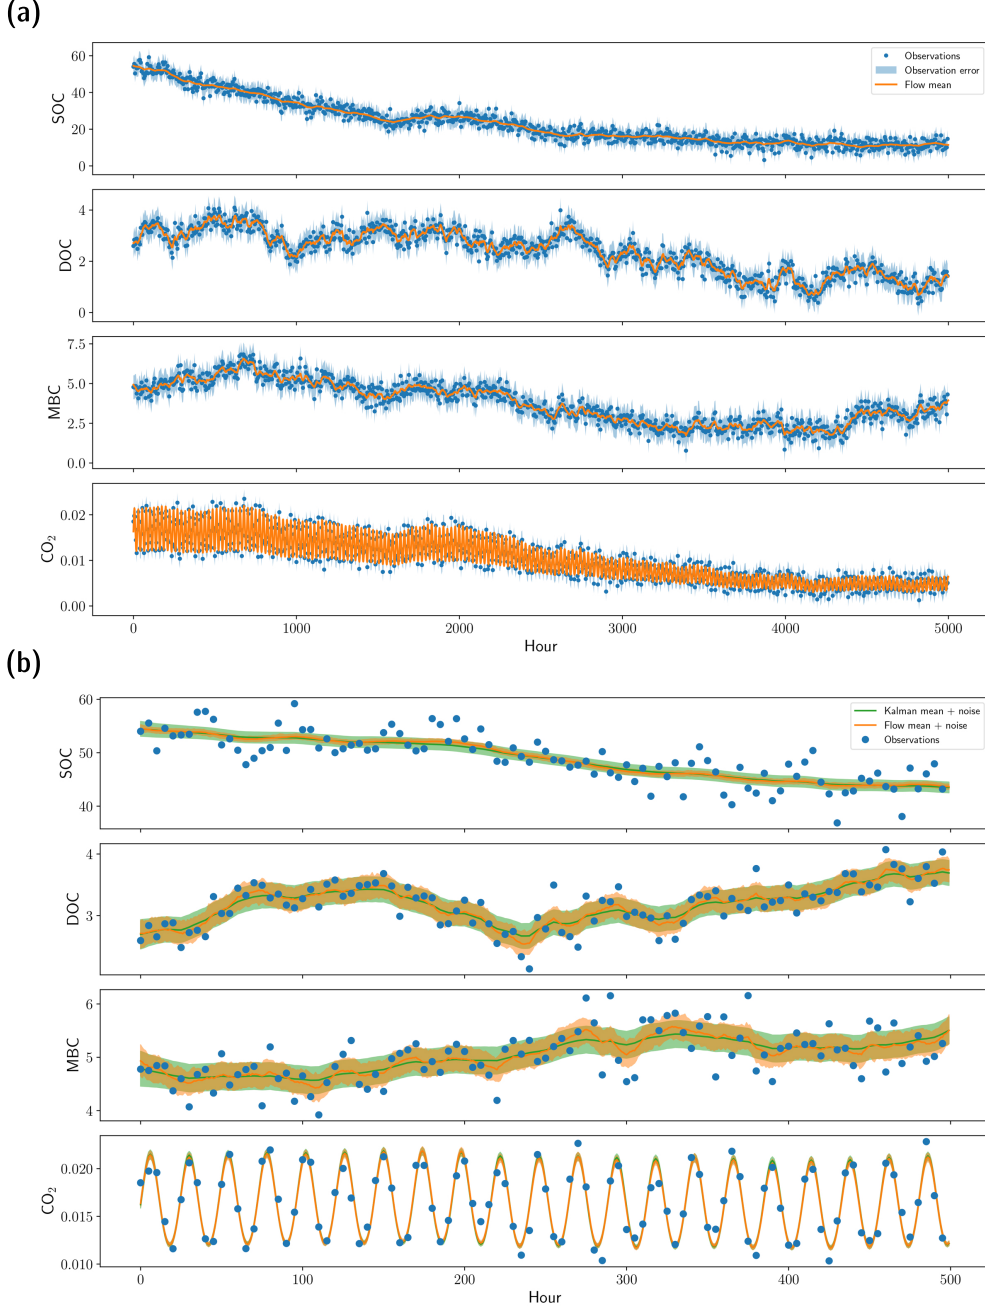 (a)
SOC
60
40
20
0
Observations
Observation error
Flow mean
DOC
4
2
0
MBC
7.5
5.0
2.5
0.0
CO2
0.02
0.01
0.00
0 1000 2000 3000 4000 5000
Hour
(b)
SOC
60
50
40
Kalman mean + noise
Flow mean + noise
Observations
DOC
4
3
MBC
6
5
4
CO2
0.020
0.015
0.010
0 100 200 300 400 500
Hour